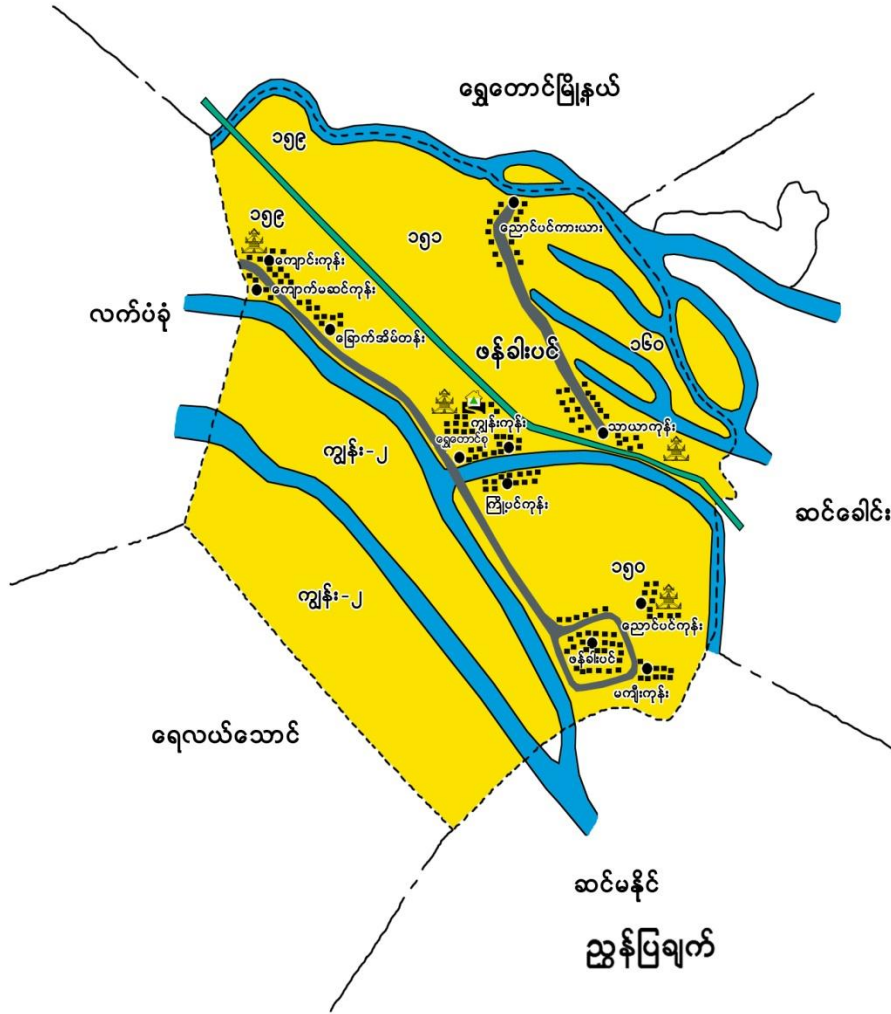 ရွှေတောင်မြို့နယ်
၁၅၉
၁၅၉
၁၅၁
ညောင်ပင်ကားယား
ကျောင်းကုန်း
ကျောက်မဆင်ကုန်း
လက်ပံခုံ
ခြောက်အိမ်တန်း
ဖန်ခါးပင်
၁၆၀
ကျွန်းကုန်း
သာယာကုန်း
ရွှေတောင်စု
ကျွန်း-၂
ကြို့ပင်ကုန်း
ဆင်ခေါင်း
၁၅၀
ကျွန်း-၂
ညောင်ပင်ကုန်း
ဖန်ခါးပင်
မကျီးကုန်း
ရေလယ်သောင်
ဆင်မနိုင်
ညွှန်ပြချက်